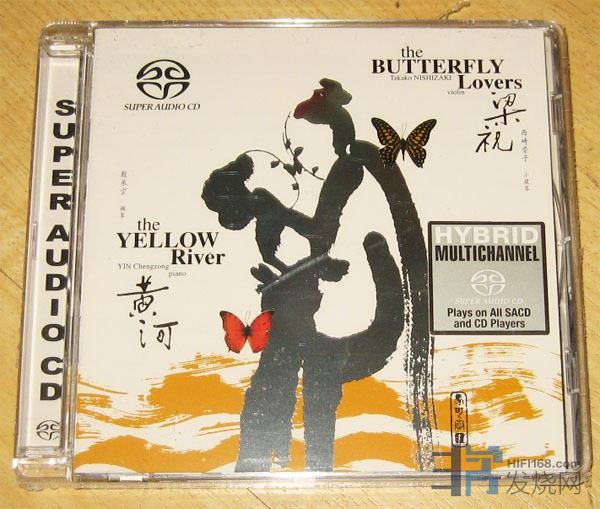 SUPER AUDIO CD
SUPER AUDIO CD
the
BUTTERFLY
Lovers
Takako NISHIZAKI
violin
梁祝
西崎崇子
小提琴
殷承宗
鋼琴
the
YELLOW
River
YIN Chengzong
piano
黄河
HYBRID
MULTICHANNEL
SUPER AUDIO CD
Plays on All SACD
and CD Players
HIFI168.com
发烧网